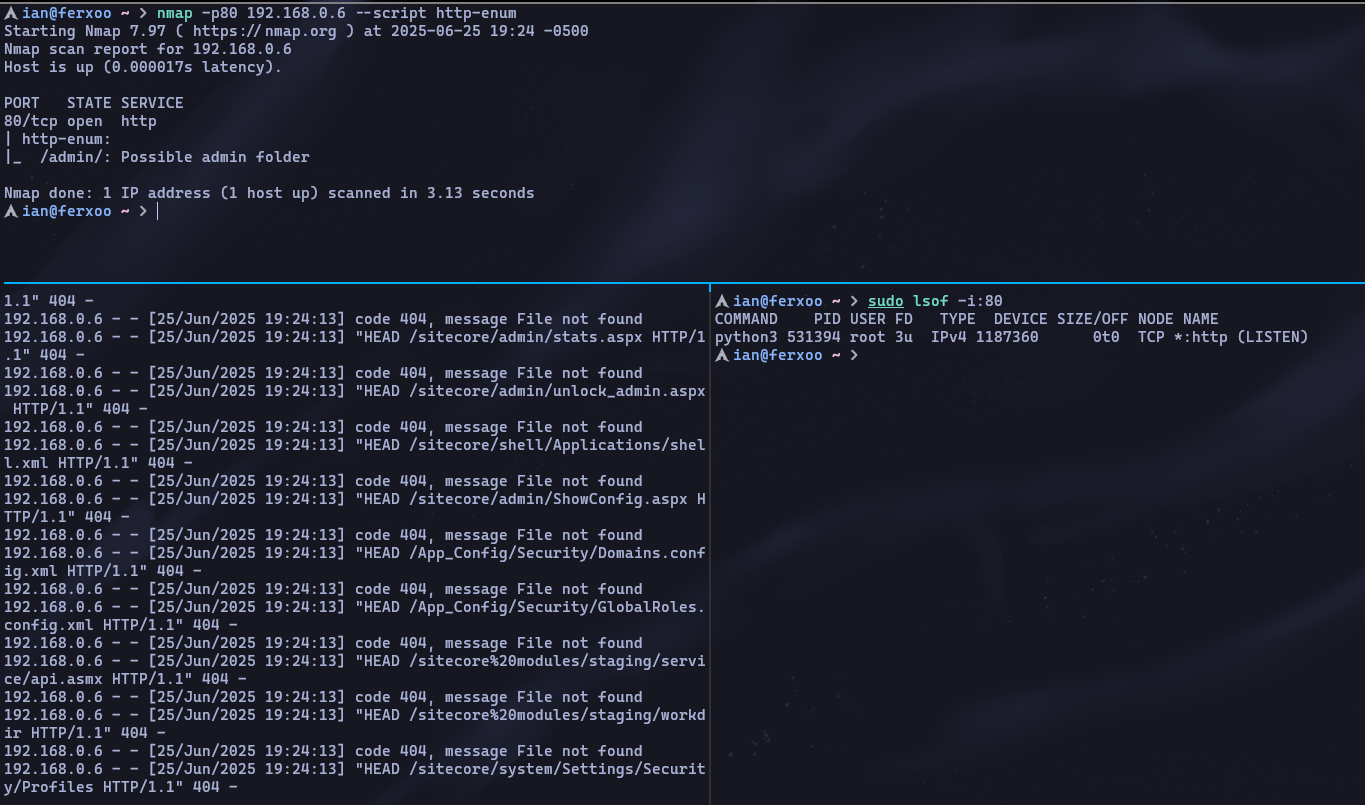 ian@ferxoo ~ > nmap -p80 192.168.0.6 --script http-enum
Starting Nmap 7.97 ( https://nmap.org ) at 2025-06-25 19:24 -0500
Nmap scan report for 192.168.0.6
Host is up (0.000017s latency).
PORT   STATE SERVICE
80/tcp open  http
| http-enum:
|_  /admin/: Possible admin folder
Nmap done: 1 IP address (1 host up) scanned in 3.13 seconds
ian@ferxoo ~ >
1.1" 404 -
192.168.0.6 - - [25/Jun/2025 19:24:13] code 404, message File not found
192.168.0.6 - - [25/Jun/2025 19:24:13] "HEAD /sitecore/admin/stats.aspx HTTP/1
.1" 404 -
192.168.0.6 - - [25/Jun/2025 19:24:13] code 404, message File not found
192.168.0.6 - - [25/Jun/2025 19:24:13] "HEAD /sitecore/admin/unlock_admin.aspx
 HTTP/1.1" 404 -
192.168.0.6 - - [25/Jun/2025 19:24:13] code 404, message File not found
192.168.0.6 - - [25/Jun/2025 19:24:13] "HEAD /sitecore/shell/Applications/shel
l.xml HTTP/1.1" 404 -
192.168.0.6 - - [25/Jun/2025 19:24:13] code 404, message File not found
192.168.0.6 - - [25/Jun/2025 19:24:13] "HEAD /sitecore/admin/ShowConfig.aspx H
TTP/1.1" 404 -
192.168.0.6 - - [25/Jun/2025 19:24:13] code 404, message File not found
192.168.0.6 - - [25/Jun/2025 19:24:13] "HEAD /App_Config/Security/Domains.conf
ig.xml HTTP/1.1" 404 -
192.168.0.6 - - [25/Jun/2025 19:24:13] code 404, message File not found
192.168.0.6 - - [25/Jun/2025 19:24:13] "HEAD /App_Config/Security/GlobalRoles.
config.xml HTTP/1.1" 404 -
192.168.0.6 - - [25/Jun/2025 19:24:13] code 404, message File not found
192.168.0.6 - - [25/Jun/2025 19:24:13] "HEAD /sitecore%20modules/staging/servi
ce/api.asmx HTTP/1.1" 404 -
192.168.0.6 - - [25/Jun/2025 19:24:13] code 404, message File not found
192.168.0.6 - - [25/Jun/2025 19:24:13] "HEAD /sitecore%20modules/staging/workd
ir HTTP/1.1" 404 -
192.168.0.6 - - [25/Jun/2025 19:24:13] code 404, message File not found
192.168.0.6 - - [25/Jun/2025 19:24:13] "HEAD /sitecore/system/Settings/Securit
y/Profiles HTTP/1.1" 404 -
ian@ferxoo ~ > sudo lsof -i:80
COMMAND    PID USER FD   TYPE  DEVICE SIZE/OFF NODE NAME
python3 531394 root 3u  IPv4 1187360      0t0  TCP *:http (LISTEN)
ian@ferxoo ~ >